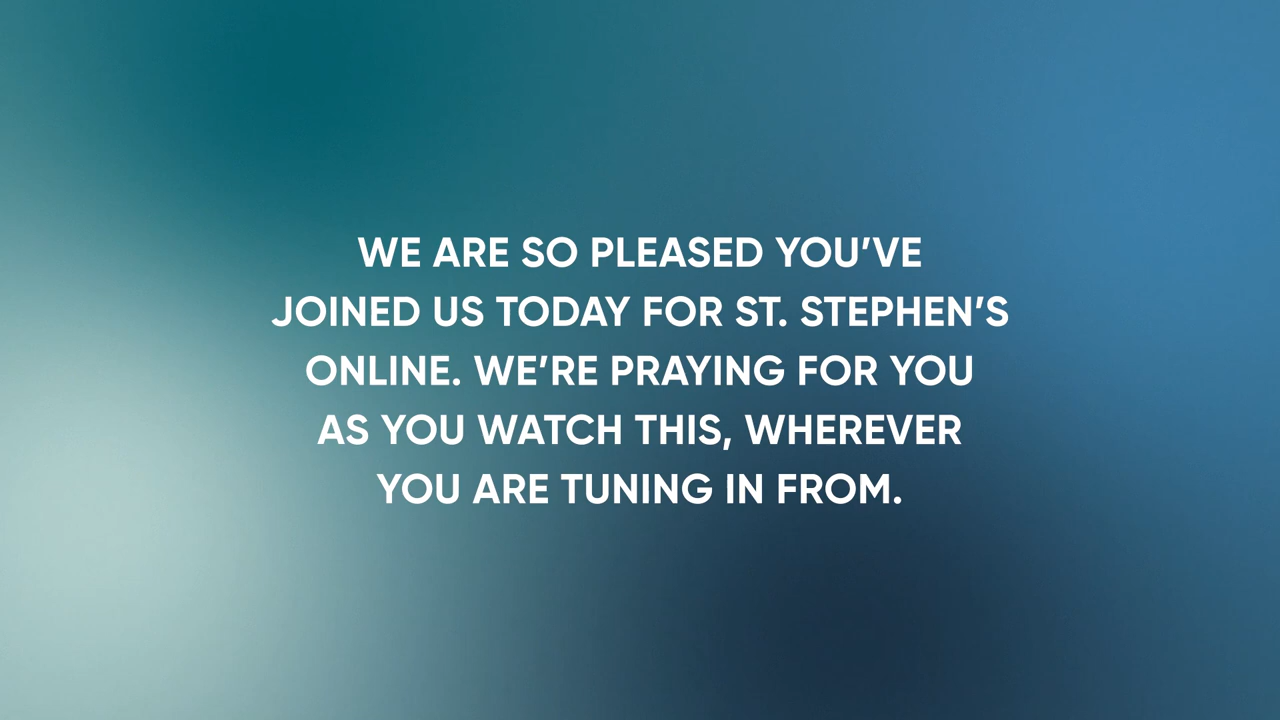 WE ARE SO PLEASED YOU’VE
JOINED US TODAY FOR ST. STEPHEN’S
ONLINE. WE’RE PRAYING FOR YOU
AS YOU WATCH THIS, WHEREVER
YOU ARE TUNING IN FROM.